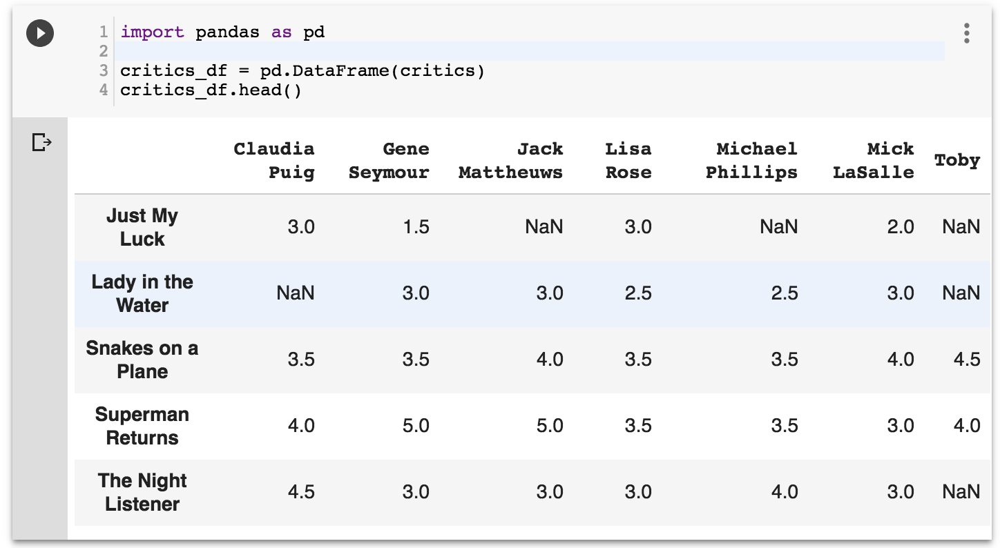 1 import pandas as pd
2
3 critics_df = pd.DataFrame(critics)
4 critics_df.head()
Claudia Gene Jack Lisa Michael Mick Toby
Puig Seymour Mattheuws Rose Phillips LaSalle
Just My
Luck 3.0 1.5 NaN 3.0 NaN 2.0 NaN
Lady in the
Water NaN 3.0 3.0 2.5 2.5 3.0 NaN
Snakes on a
Plane 3.5 3.5 4.0 3.5 3.5 4.0 4.5
Superman
Returns 4.0 5.0 5.0 3.5 3.5 3.0 4.0
The Night
Listener 4.5 3.0 3.0 3.0 4.0 3.0 NaN